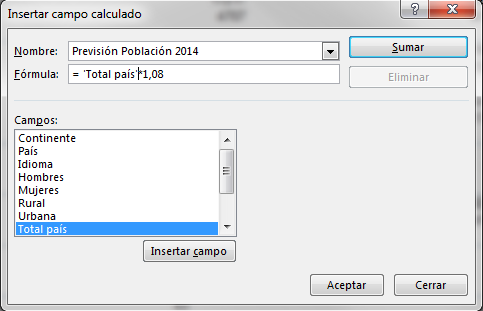 Insertar campo calculado
Nombre: Previsión Población 2014 Sumar
Fórmula: = 'Total país'*1,08 Eliminar
Campos:
Continente
País
Idioma
Hombres
Mujeres
Rural
Urbana
Total país
Insertar campo
Aceptar Cerrar